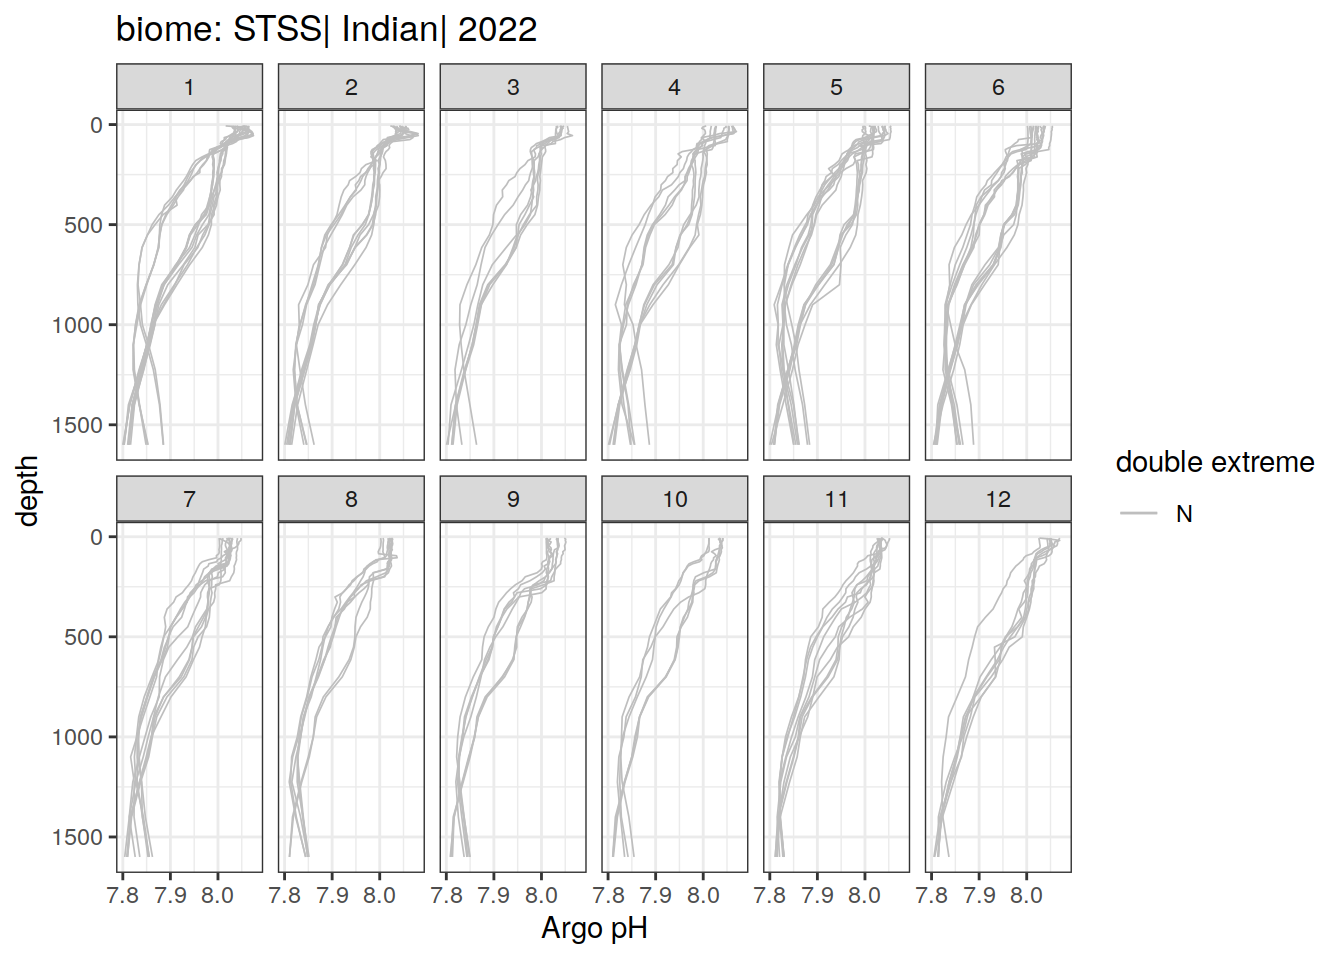 biome: STSS| Indian| 2022
1 2 3 4 5 6
0
500
1000
1500
7 8 9 10 11 12
0
500
1000
1500
7.8 7.9 8.0 7.8 7.9 8.0 7.8 7.9 8.0 7.8 7.9 8.0 7.8 7.9 8.0 7.8 7.9 8.0
Argo pH
depth
double extreme
N